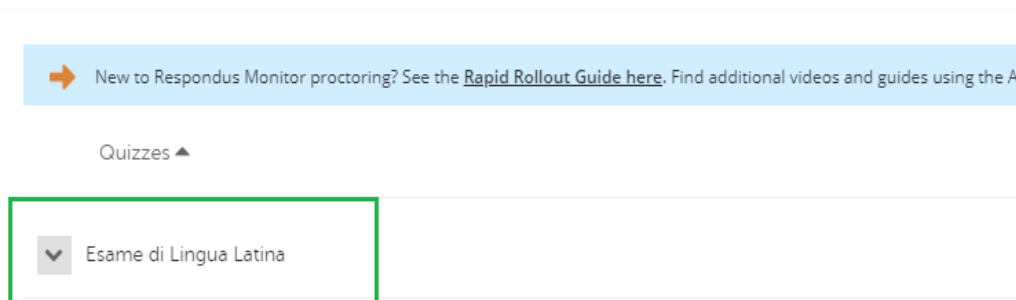 New to Respondus Monitor proctoring? See the Rapid Rollout Guide here. Find additional videos and guides using the
Quizzes
Esame di Lingua Latina